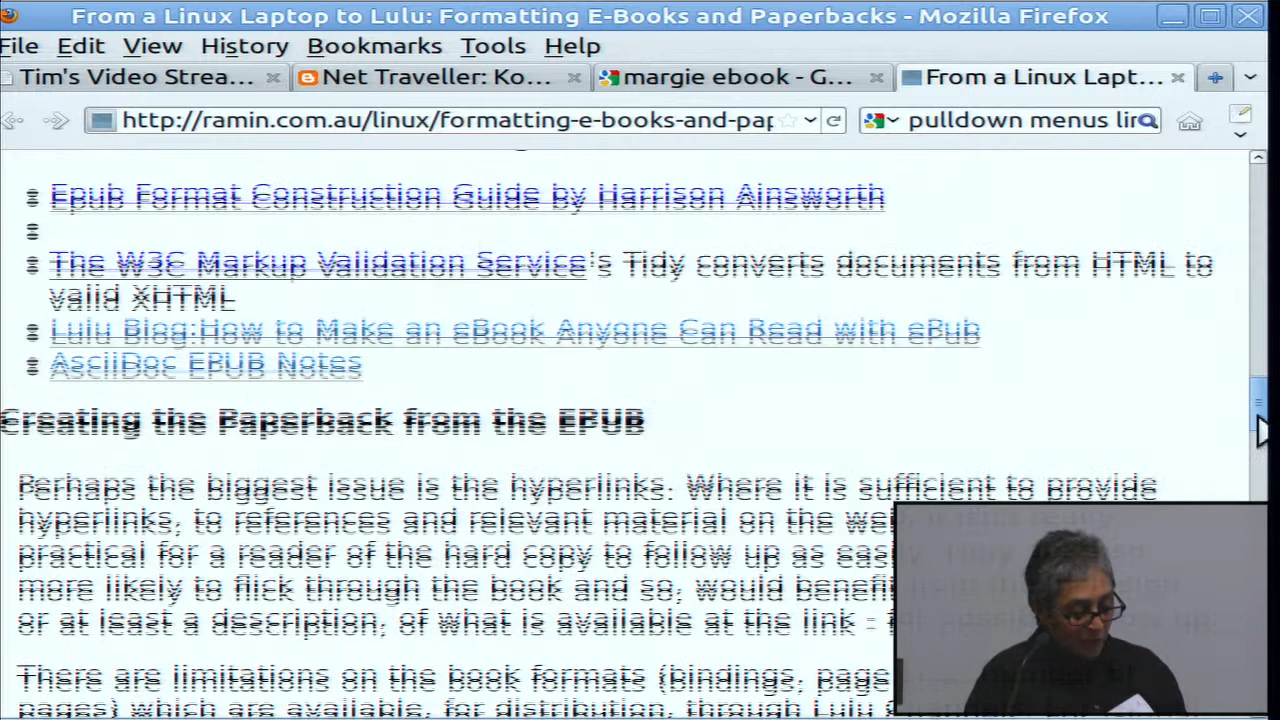 From a Linux Laptop to Lulu: Formatting E-Books and Paperbacks - Mozilla Firefox
File Edit View History Bookmarks Tools Help
Tim's Video Strea... Net Traveller: Ko... margie ebook - G... From a Linux Lapt...
http://ramin.com.au/linux/formatting-e-books-and-pap pulldown menus lin
Epub Format Construction Guide by Harrison Ainsworth
The W3C Markup Validation Service's Tidy converts documents from HTML to
valid XHTML
Lulu Blog:How to Make an eBook Anyone Can Read with ePub
AsciiDoc EPUB Notes
Creating the Paperback from the EPUB
Perhaps the biggest issue is the hyperlinks: Where it is sufficient to provide
hyperlinks, to references and relevant material on the web,
practical for a reader of the hard copy to follow up as easily.
more likely to flick through the book and so, would benefit
or at least a description, of what is available at the link -
There are limitations on the book formats (bindings, page
pages) which are available, for distribution, through Lulu